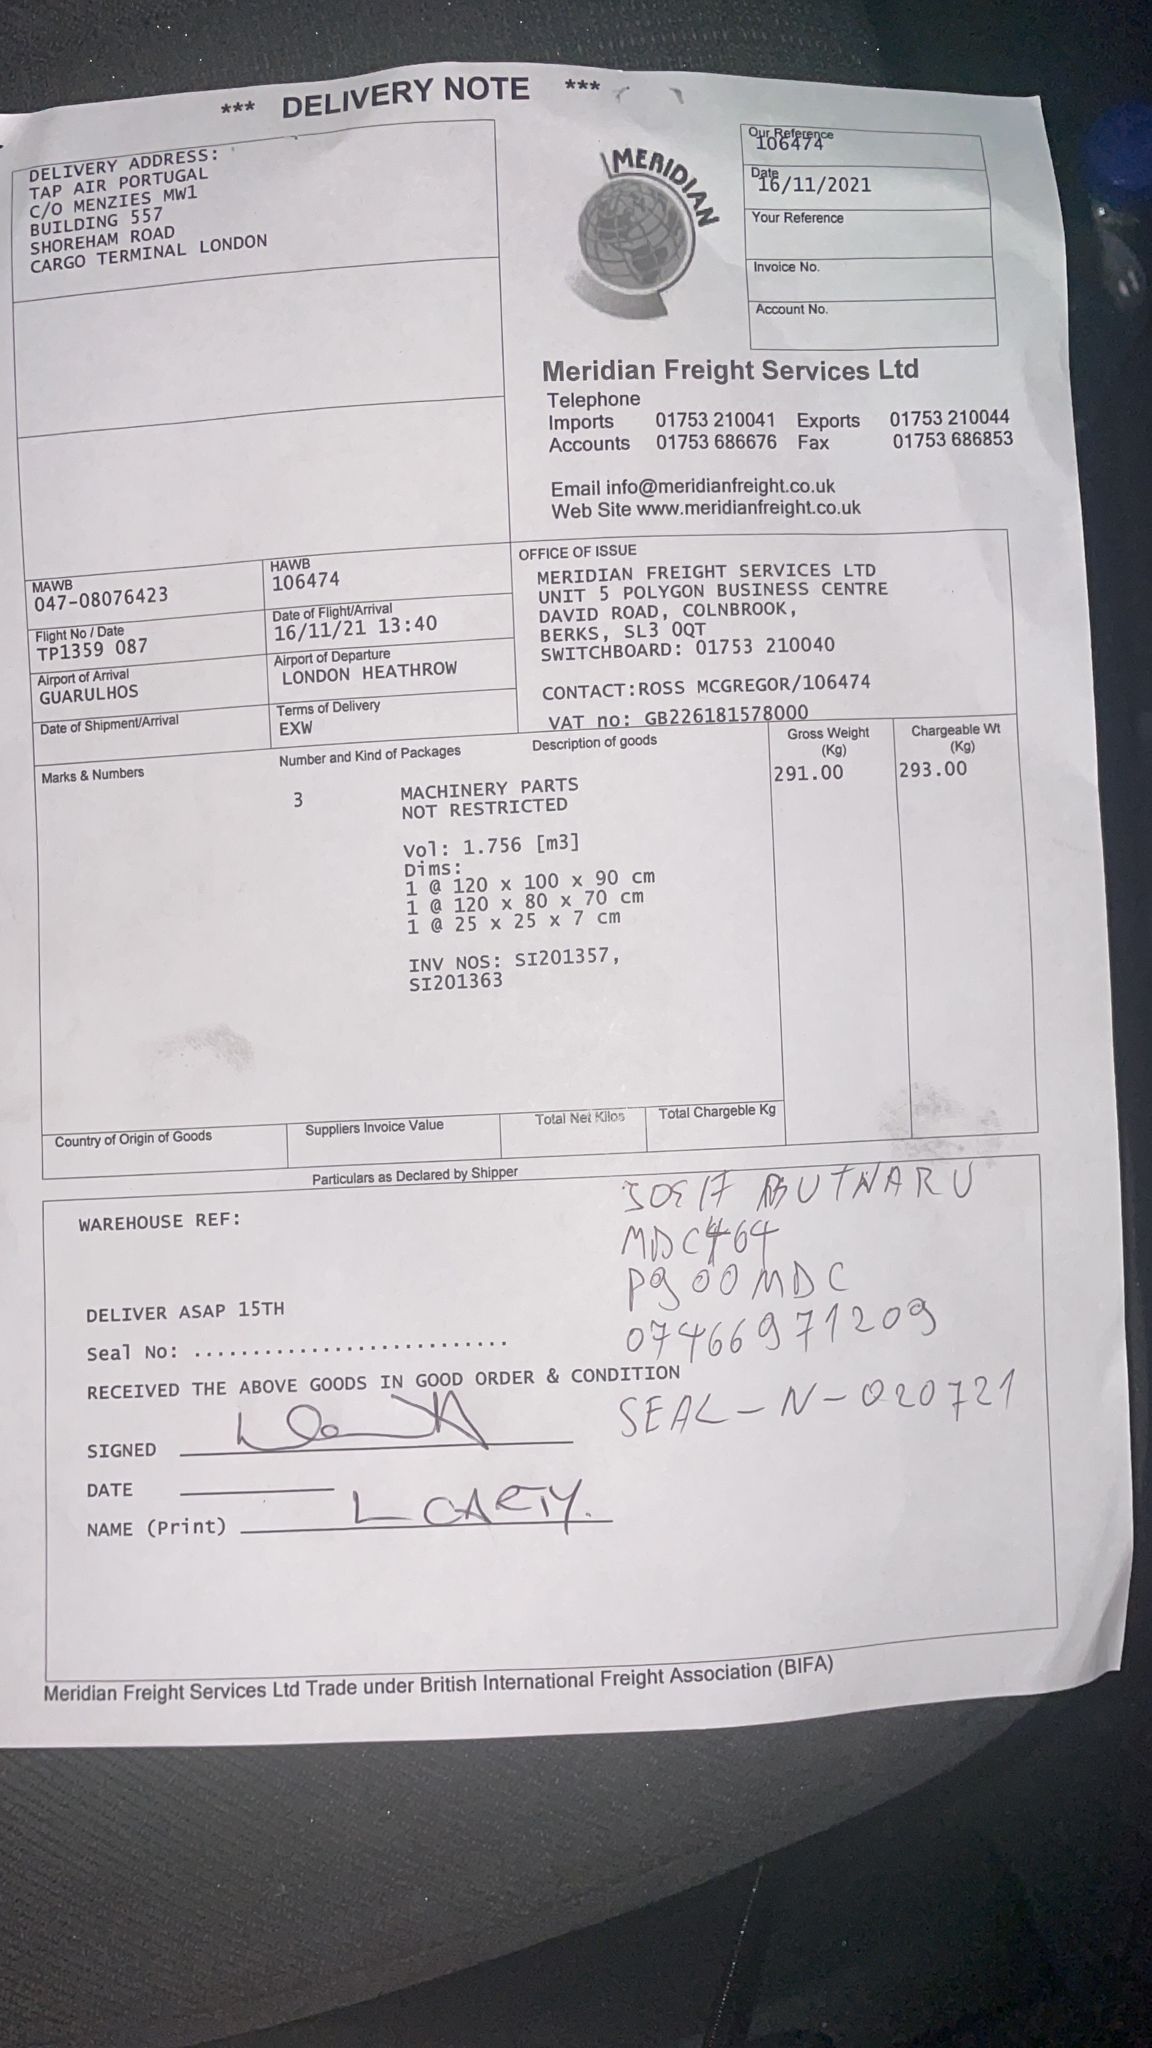 *** DELIVERY NOTE ***
DELIVERY ADDRESS:
TAP AIR PORTUGAL
C/O MENZIES MW1
BUILDING 557
SHOREHAM ROAD
CARGO TERMINAL LONDON
MERIDIAN
Our Reference
106474
Date
16/11/2021
Your Reference
Invoice No.
Account No.
Meridian Freight Services Ltd
Telephone
Imports 01753 210041 Exports 01753 210044
Accounts 01753 686676 Fax 01753 686853
Email info@meridianfreight.co.uk
Web Site www.meridianfreight.co.uk
MAWB
047-08076423
HAWB
106474
Flight No / Date
TP1359 087
Date of Flight/Arrival
16/11/21 13:40
Airport of Arrival
GUARULHOS
Airport of Departure
LONDON HEATHROW
Date of Shipment/Arrival
Terms of Delivery
EXW
OFFICE OF ISSUE
MERIDIAN FREIGHT SERVICES LTD
UNIT 5 POLYGON BUSINESS CENTRE
DAVID ROAD, COLNBROOK,
BERKS, SL3 0QT
SWITCHBOARD: 01753 210040
CONTACT:ROSS MCGREGOR/106474
VAT no: GB226181578000
Marks & Numbers
Number and Kind of Packages
Description of goods
Gross Weight
(Kg)
Chargeable Wt
(Kg)
3
MACHINERY PARTS
NOT RESTRICTED
291.00
293.00
Vol: 1.756 [m3]
Dims:
1 @ 120 x 100 x 90 cm
1 @ 120 x 80 x 70 cm
1 @ 25 x 25 x 7 cm
INV NOS: SI201357,
SI201363
Country of Origin of Goods
Suppliers Invoice Value
Total Net Kilos
Total Chargeble Kg
Particulars as Declared by Shipper
WAREHOUSE REF:
BUTNARU
MDC464
PG00MDC
07466971209
DELIVER ASAP 15TH
Seal No: ...........................
RECEIVED THE ABOVE GOODS IN GOOD ORDER & CONDITION
SEAL-N-020721
SIGNED
DATE
NAME (Print) L CARTY.
Meridian Freight Services Ltd Trade under British International Freight Association (BIFA)